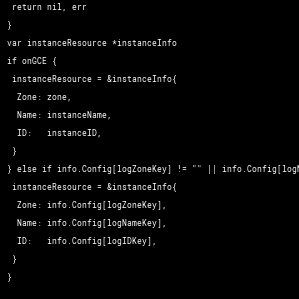 return nil, err
}
var instanceResource *instanceInfo
if onGCE {
instanceResource = &instanceInfo{
Zone: zone,
Name: instanceName,
ID:   instanceID,
}
} else if info.Config[logZoneKey] != "" || info.Config[log
instanceResource = &instanceInfo{
Zone: info.Config[logZoneKey],
Name: info.Config[logNameKey],
ID:   info.Config[logIDKey],
}
}